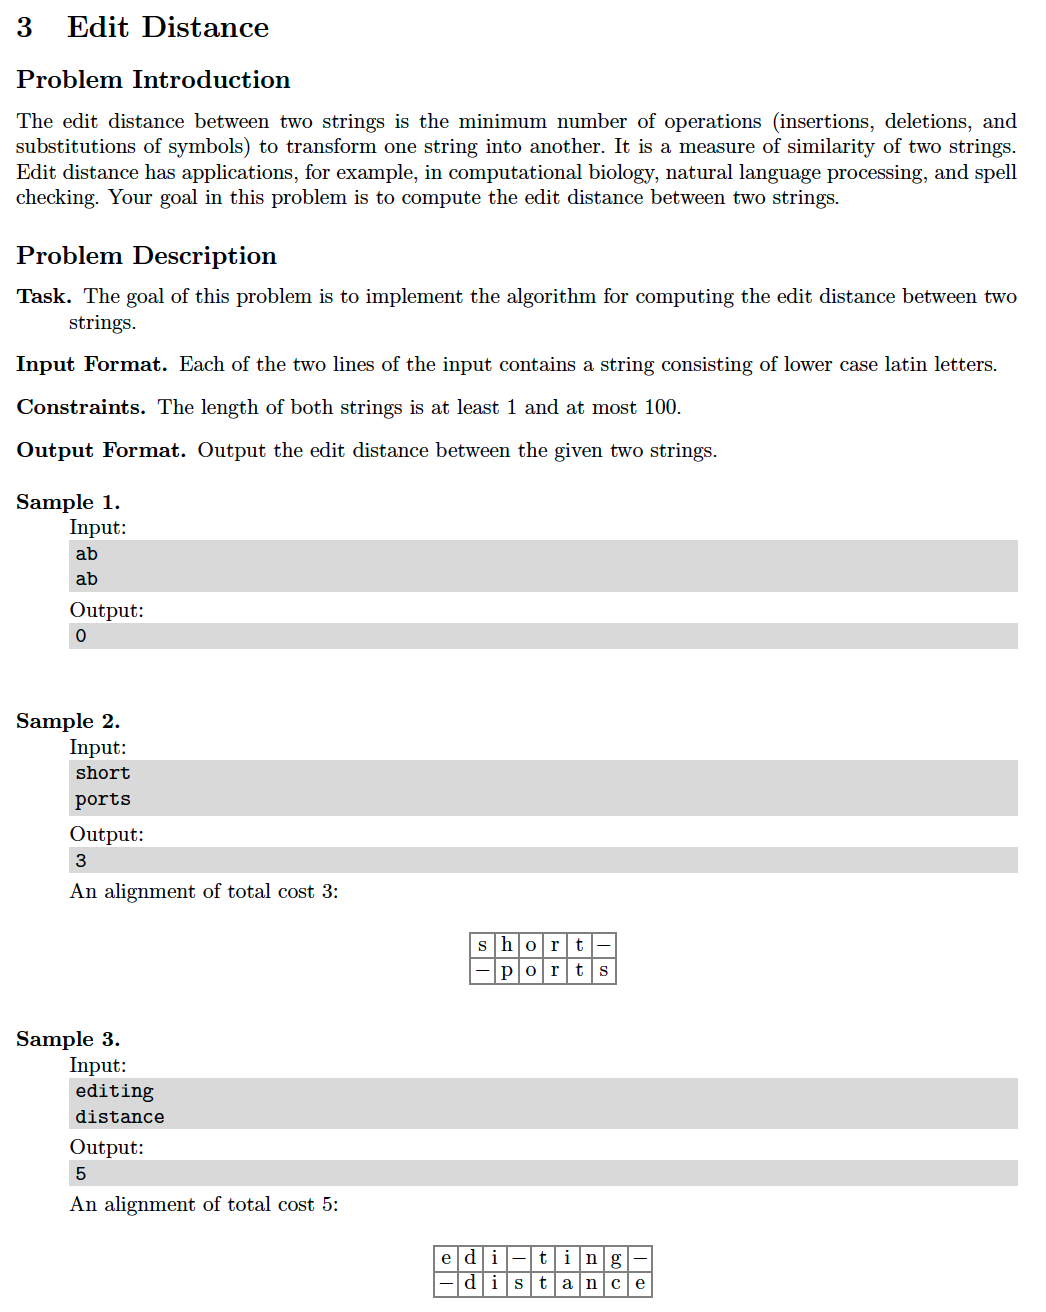 3 Edit Distance
Problem Introduction
The edit distance between two strings is the minimum number of operations (insertions, deletions, and
substitutions of symbols) to transform one string into another. It is a measure of similarity of two strings.
Edit distance has applications, for example, in computational biology, natural language processing, and spell
checking. Your goal in this problem is to compute the edit distance between two strings.
Problem Description
Task. The goal of this problem is to implement the algorithm for computing the edit distance between two
strings.
Input Format. Each of the two lines of the input contains a string consisting of lower case latin letters.
Constraints. The length of both strings is at least 1 and at most 100.
Output Format. Output the edit distance between the given two strings.
Sample 1.
Input:
ab
ab
Output:
0
Sample 2.
Input:
short
ports
Output:
3
An alignment of total cost 3:
s h o r t −
− p o r t s
Sample 3.
Input:
editing
distance
Output:
5
An alignment of total cost 5:
e d i − t i n g −
− d i s t a n c e